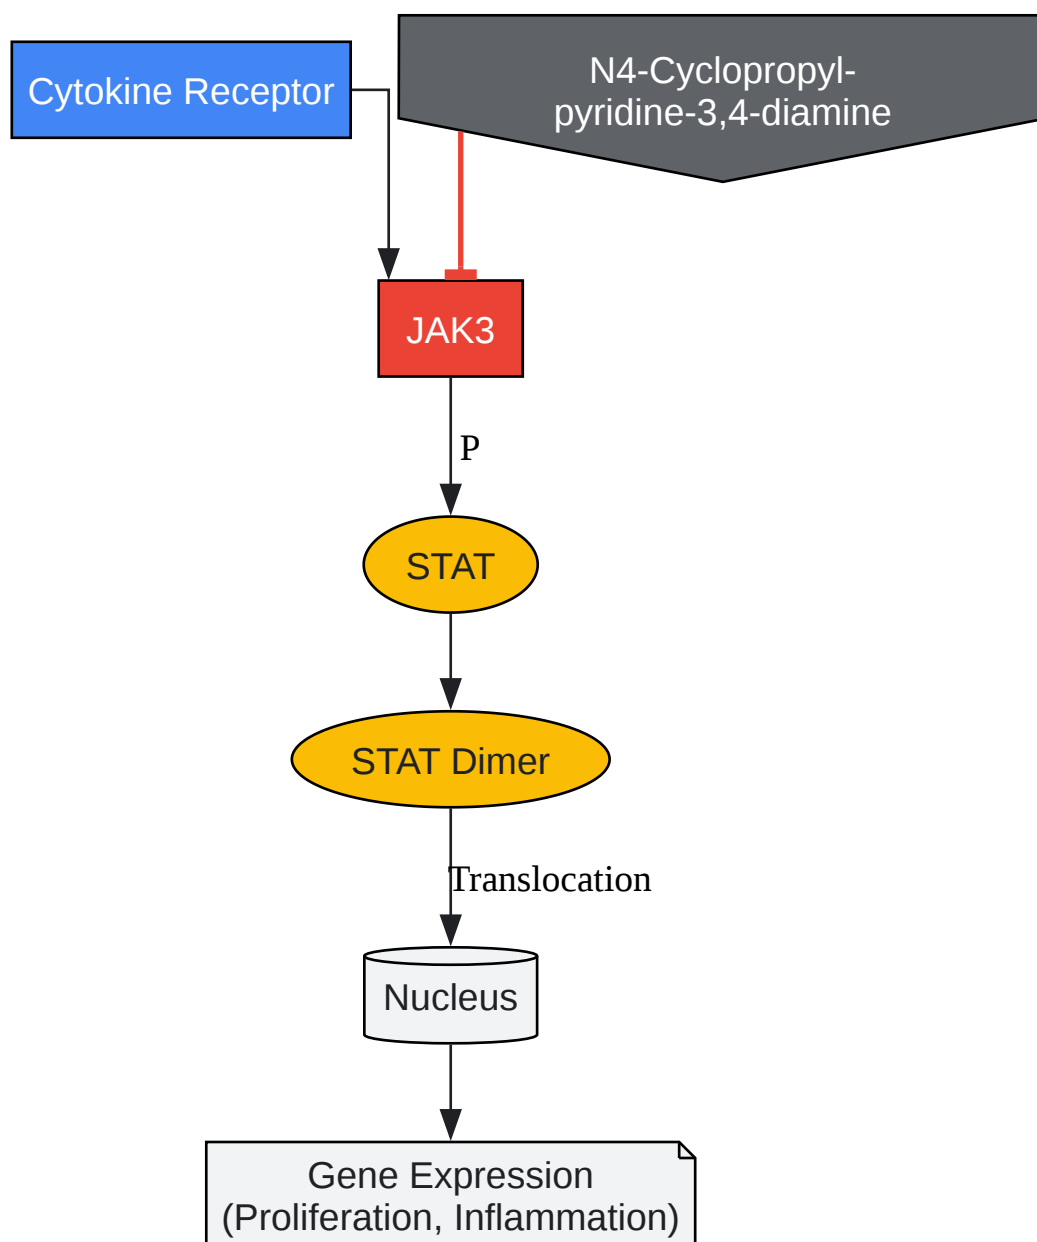 Cytokine Receptor
N4-Cyclopropyl-
pyridine-3,4-diamine
JAK3
P
STAT
STAT Dimer
Translocation
Nucleus
Gene Expression
(Proliferation, Inflammation)